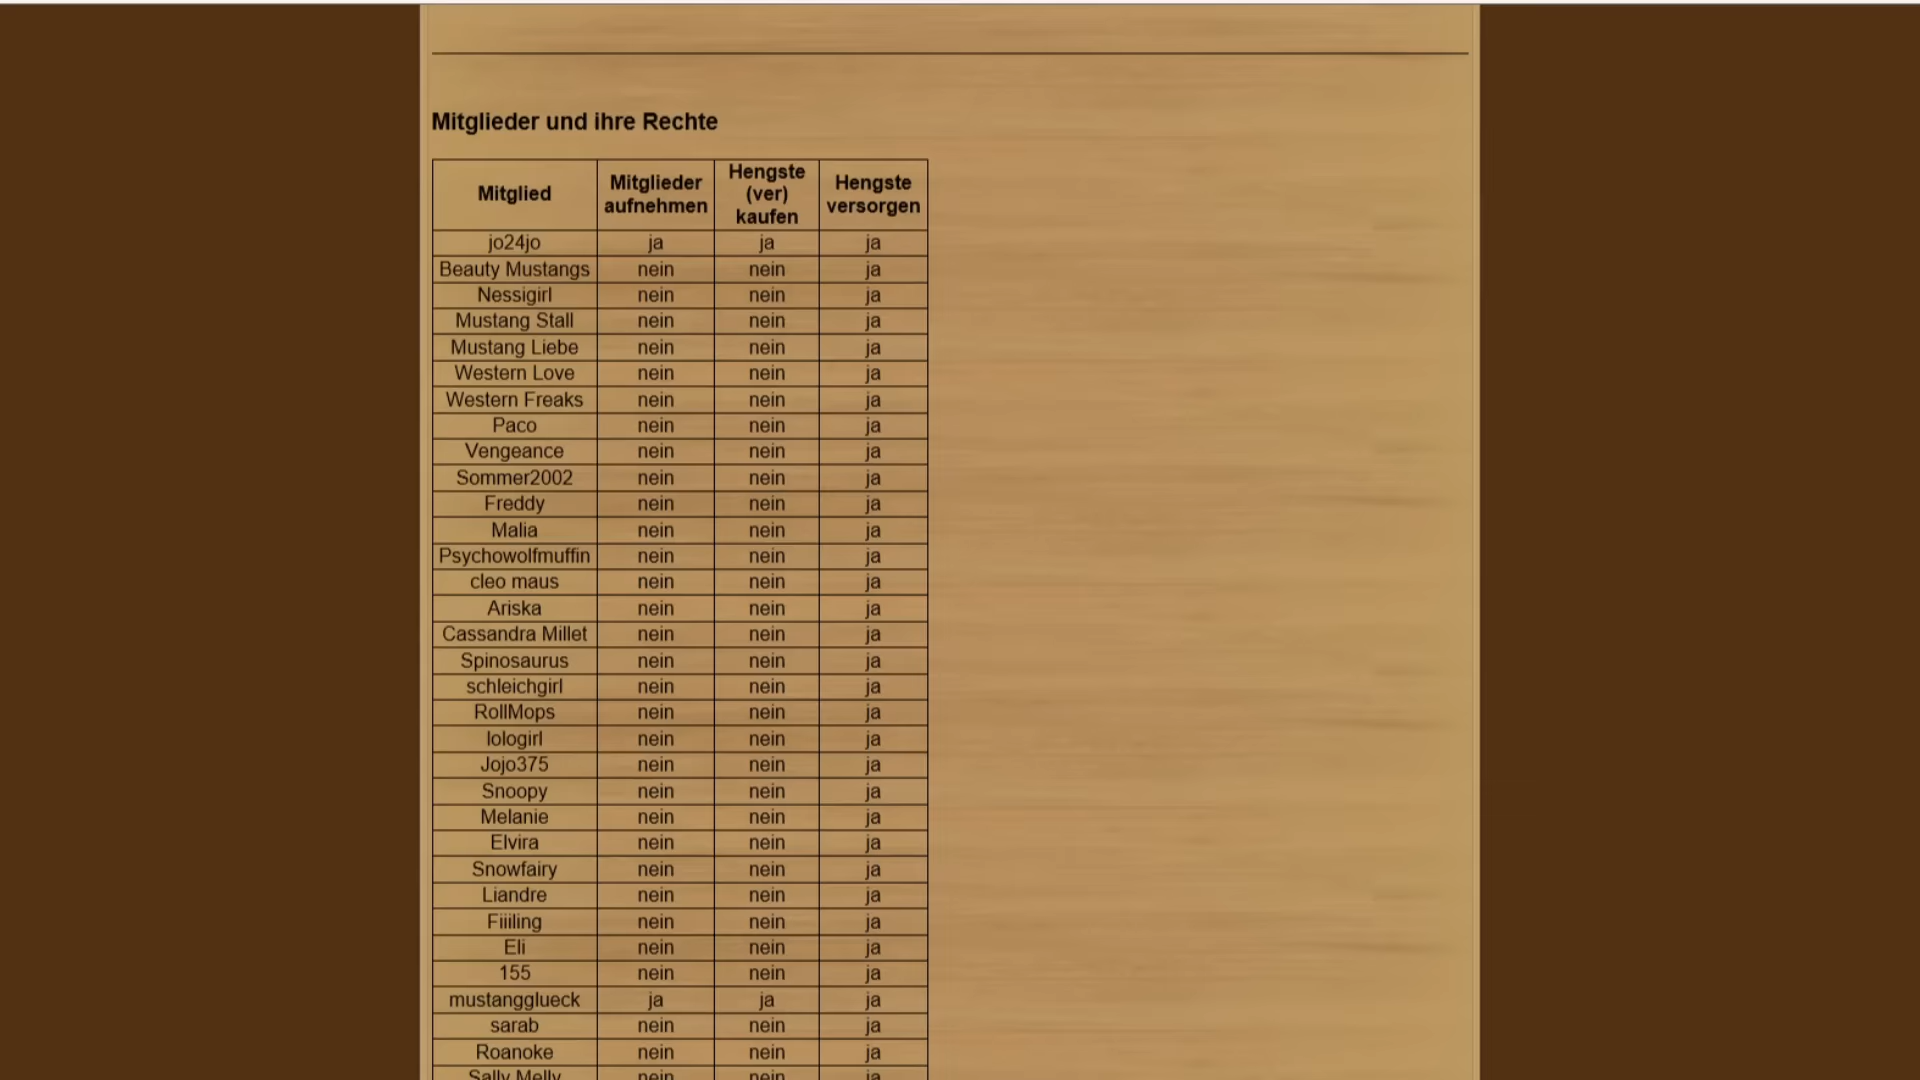 Mitglieder und ihre Rechte
Mitglied Mitglieder aufnehmen Hengste (ver) kaufen Hengste versorgen
jo24jo ja ja ja
Beauty Mustangs nein nein ja
Nessigirl nein nein ja
Mustang Stall nein nein ja
Mustang Liebe nein nein ja
Western Love nein nein ja
Western Freaks nein nein ja
Paco nein nein ja
Vengeance nein nein ja
Sommer2002 nein nein ja
Freddy nein nein ja
Malia nein nein ja
Psychowolfmuffin nein nein ja
cleo maus nein nein ja
Ariska nein nein ja
Cassandra Millet nein nein ja
Spinosaurus nein nein ja
schleichgirl nein nein ja
RollMops nein nein ja
lologirl nein nein ja
Jojo375 nein nein ja
Snoopy nein nein ja
Melanie nein nein ja
Elvira nein nein ja
Snowfairy nein nein ja
Liandre nein nein ja
Fiiiling nein nein ja
Eli nein nein ja
155 nein nein ja
mustangglueck ja ja ja
sarab nein nein ja
Roanoke nein nein ja
Sally Melly nein nein ja